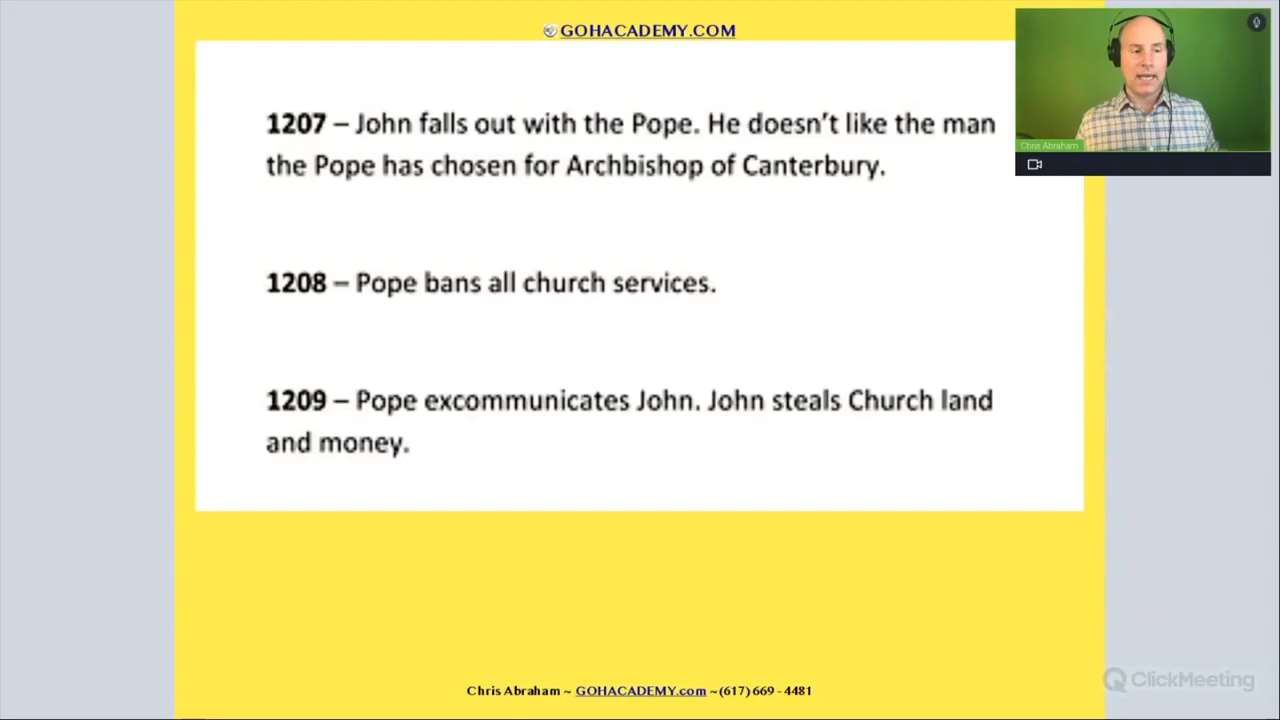 GOHACADEMY.COM
Chris Abraham
1207 – John falls out with the Pope. He doesn't like the man
the Pope has chosen for Archbishop of Canterbury.
1208 – Pope bans all church services.
1209 – Pope excommunicates John. John steals Church land
and money.
Chris Abraham ~ GOHACADEMY.com ~(617) 669 - 4481
ClickMeeting